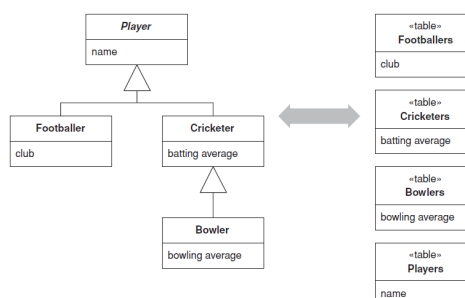 Player
name
Footballer
club
Cricketer
batting average
Bowler
bowling average
«table»
Footballers
club
«table»
Cricketers
batting average
«table»
Bowlers
bowling average
«table»
Players
name